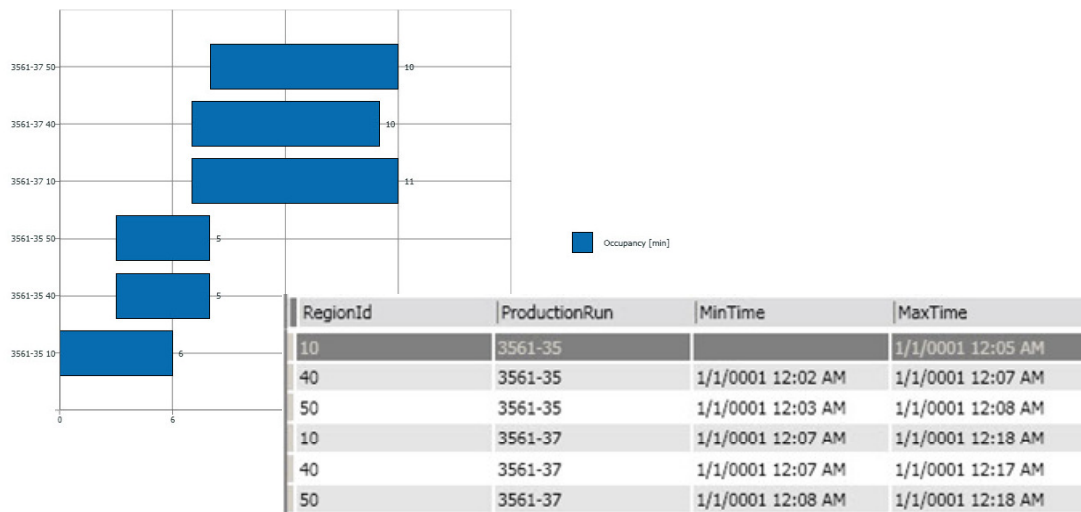 3561-37 50
10
3561-37 40
10
3561-37 10
11
3561-35 50
5
3561-35 40
5
3561-35 10
6
0
6
Occupancy [min]
RegionId ProductionRun MinTime MaxTime
10 3561-35 1/1/0001 12:05 AM
40 3561-35 1/1/0001 12:02 AM 1/1/0001 12:07 AM
50 3561-35 1/1/0001 12:03 AM 1/1/0001 12:08 AM
10 3561-37 1/1/0001 12:07 AM 1/1/0001 12:18 AM
40 3561-37 1/1/0001 12:07 AM 1/1/0001 12:17 AM
50 3561-37 1/1/0001 12:08 AM 1/1/0001 12:18 AM